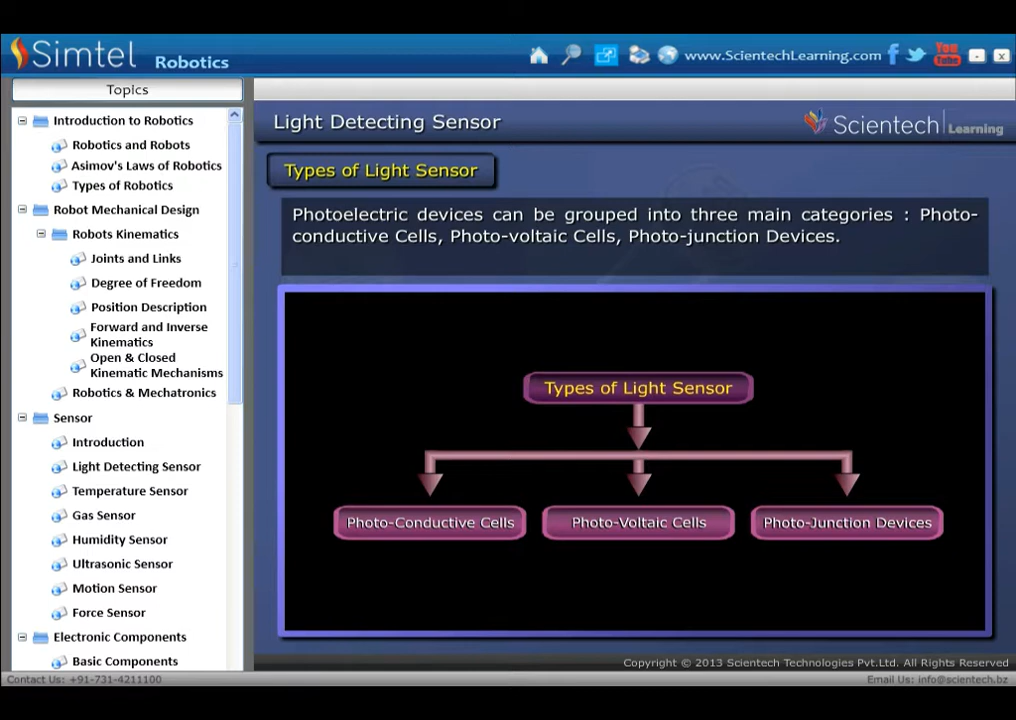 Simtel Robotics
www.ScientechLearning.com
You
Tube
Topics
Introduction to Robotics
Robotics and Robots
Asimov's Laws of Robotics
Types of Robotics
Robot Mechanical Design
Robots Kinematics
Joints and Links
Degree of Freedom
Position Description
Forward and Inverse
Kinematics
Open & Closed
Kinematic Mechanisms
Robotics & Mechatronics
Sensor
Introduction
Light Detecting Sensor
Temperature Sensor
Gas Sensor
Humidity Sensor
Ultrasonic Sensor
Motion Sensor
Force Sensor
Electronic Components
Basic Components
Light Detecting Sensor
Scientech Learning
Types of Light Sensor
Photoelectric devices can be grouped into three main categories : Photo-
conductive Cells, Photo-voltaic Cells, Photo-junction Devices.
Types of Light Sensor
Photo-Conductive Cells
Photo-Voltaic Cells
Photo-Junction Devices
Copyright © 2013 Scientech Technologies Pvt.Ltd. All Rights Reserved
Contact Us: +91-731-4211100
Email Us: info@scientech.bz